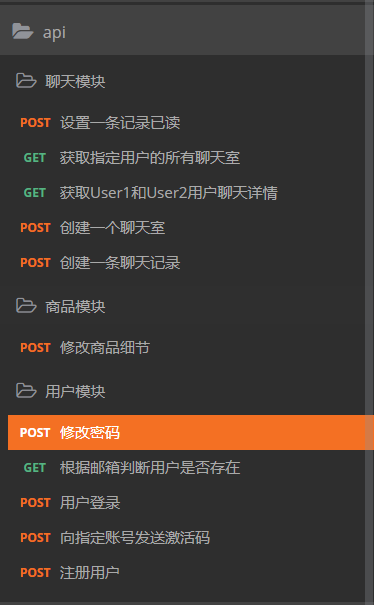 api
聊天模块
POST 设置一条记录已读
GET 获取指定用户的所有聊天室
GET 获取User1和User2用户聊天详情
POST 创建一个聊天室
POST 创建一条聊天记录
商品模块
POST 修改商品细节
用户模块
POST 修改密码
GET 根据邮箱判断用户是否存在
POST 用户登录
POST 向指定账号发送激活码
POST 注册用户